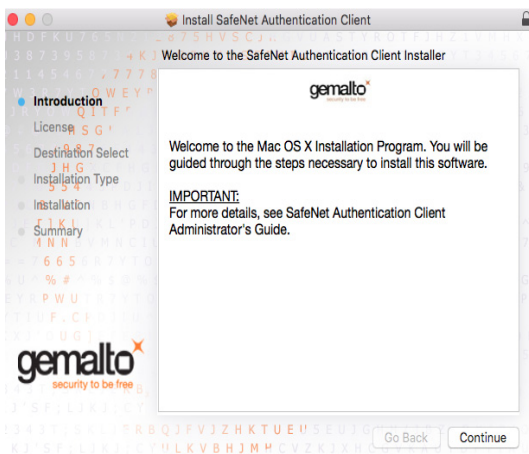 Install SafeNet Authentication Client
Welcome to the SafeNet Authentication Client Installer
Introduction
License
Destination Select
Installation Type
Installation
Summary
gemalto
security to be free
gemalto
security to be free
Welcome to the Mac OS X Installation Program. You will be
guided through the steps necessary to install this software.
IMPORTANT:
For more details, see SafeNet Authentication Client
Administrator's Guide.
Go Back
Continue